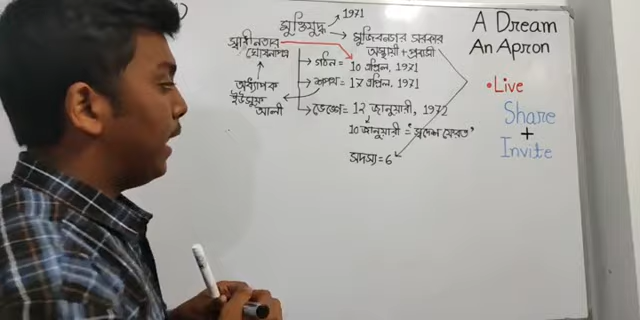 1971
মুক্তিযুদ্ধ
মুজিবনগর সরকার
অস্থায়ী + প্রবাসী
স্বাধীনতার
ঘোষণাপত্র
গঠন = 10 এপ্রিল, 1971
শপথ = 17 এপ্রিল, 1971
অধ্যাপক
ইউসুফ
আলী
= 12 জানুয়ারী, 1972
10 জানুয়ারী = 'স্বদেশ ফেরত'
সদস্য = 6
A Dream
An Apron
Live
Share
+
Invite